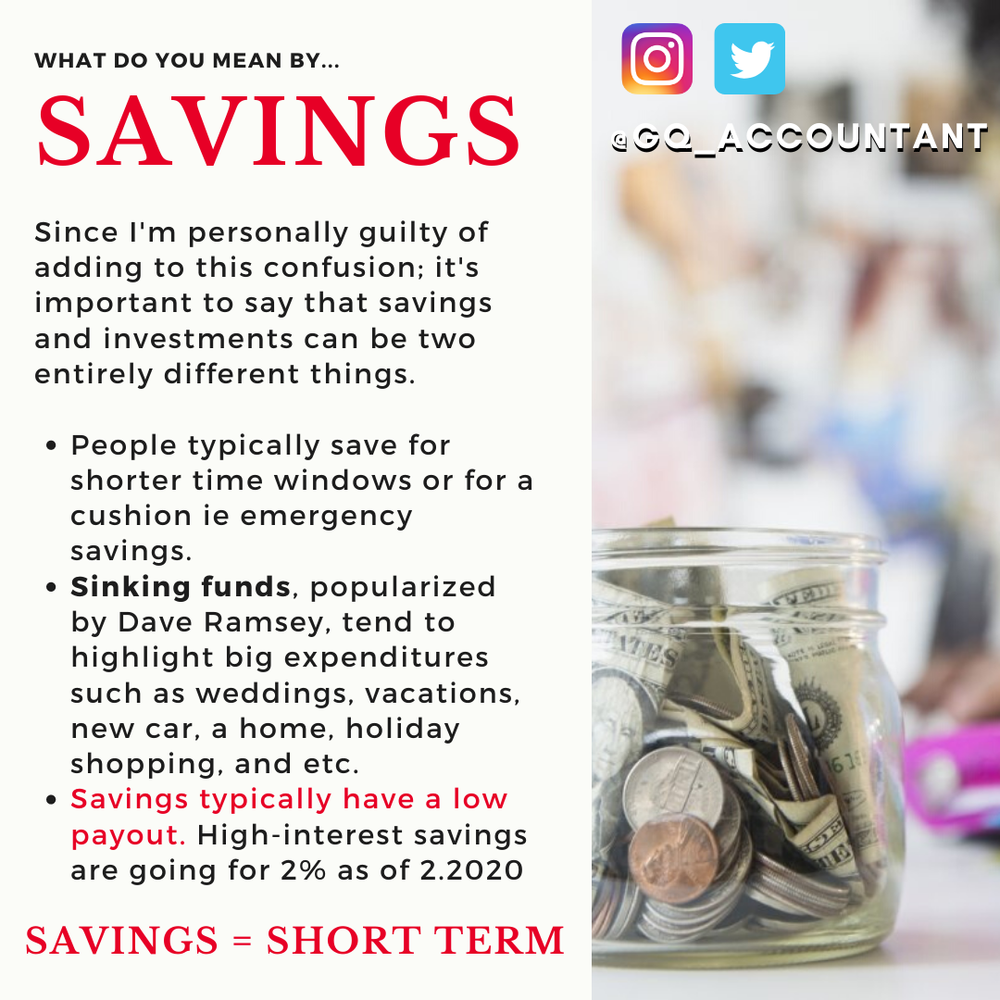 WHAT DO YOU MEAN BY...
SAVINGS
Since I'm personally guilty of
adding to this confusion; it's
important to say that savings
and investments can be two
entirely different things.
• People typically save for
shorter time windows or for a
cushion ie emergency
savings.
• Sinking funds, popularized
by Dave Ramsey, tend to
highlight big expenditures
such as weddings, vacations,
new car, a home, holiday
shopping, and etc.
• Savings typically have a low
payout. High-interest savings
are going for 2% as of 2.2020
SAVINGS = SHORT TERM
@GQ_ACCOUNTANT